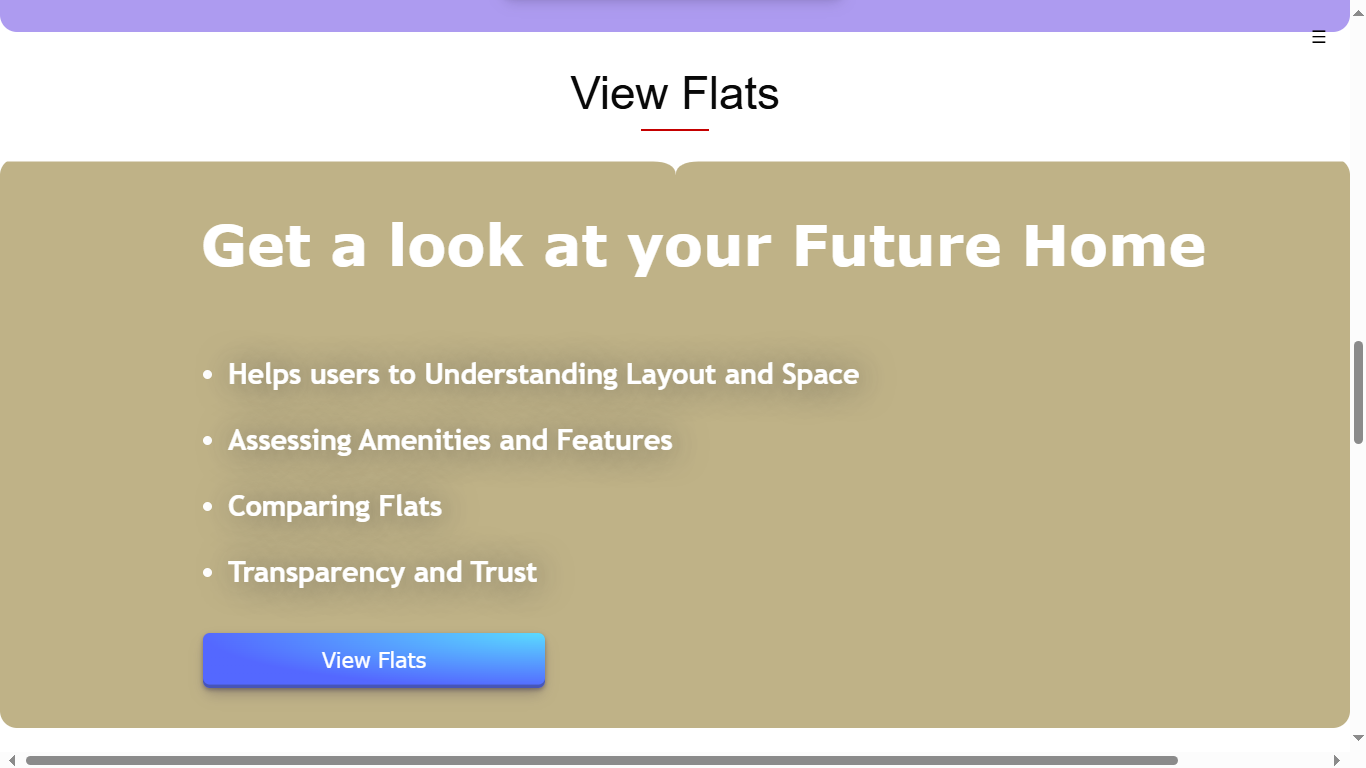 View Flats
Get a look at your Future Home
• Helps users to Understanding Layout and Space
• Assessing Amenities and Features
• Comparing Flats
• Transparency and Trust
View Flats